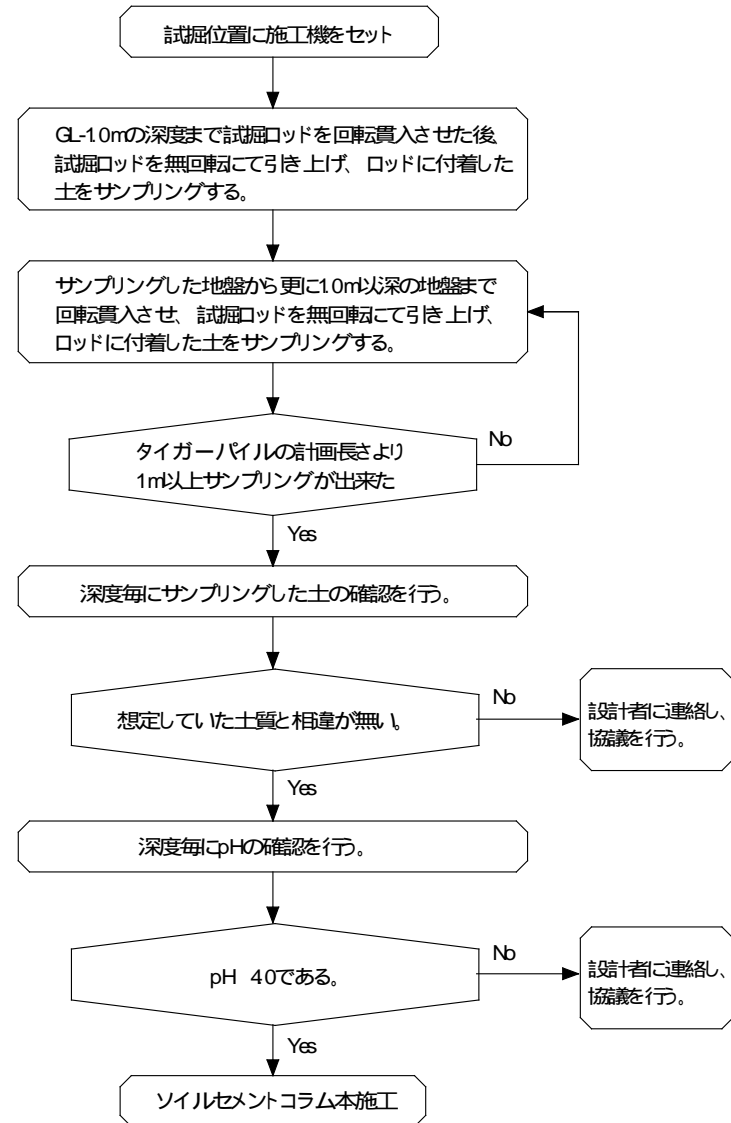 試掘位置に施工機をセット
GL-1.0mの深度まで試掘ロッドを回転貫入させた後、
試掘ロッドを無回転にて引き上げ、ロッドに付着した
土をサンプリングする。
サンプリングした地盤から更に1.0m以深の地盤まで
回転貫入させ、試掘ロッドを無回転にて引き上げ、
ロッドに付着した土をサンプリングする。
タイガーパイルの計画長さより
1m以上サンプリングが出来た
No
Yes
深度毎にサンプリングした土の確認を行う。
想定していた土質と相違が無い。
No
設計者に連絡し、
協議を行う。
Yes
深度毎にpHの確認を行う。
pH 4.0である。
No
設計者に連絡し、
協議を行う。
Yes
ソイルセメントコラム本施工